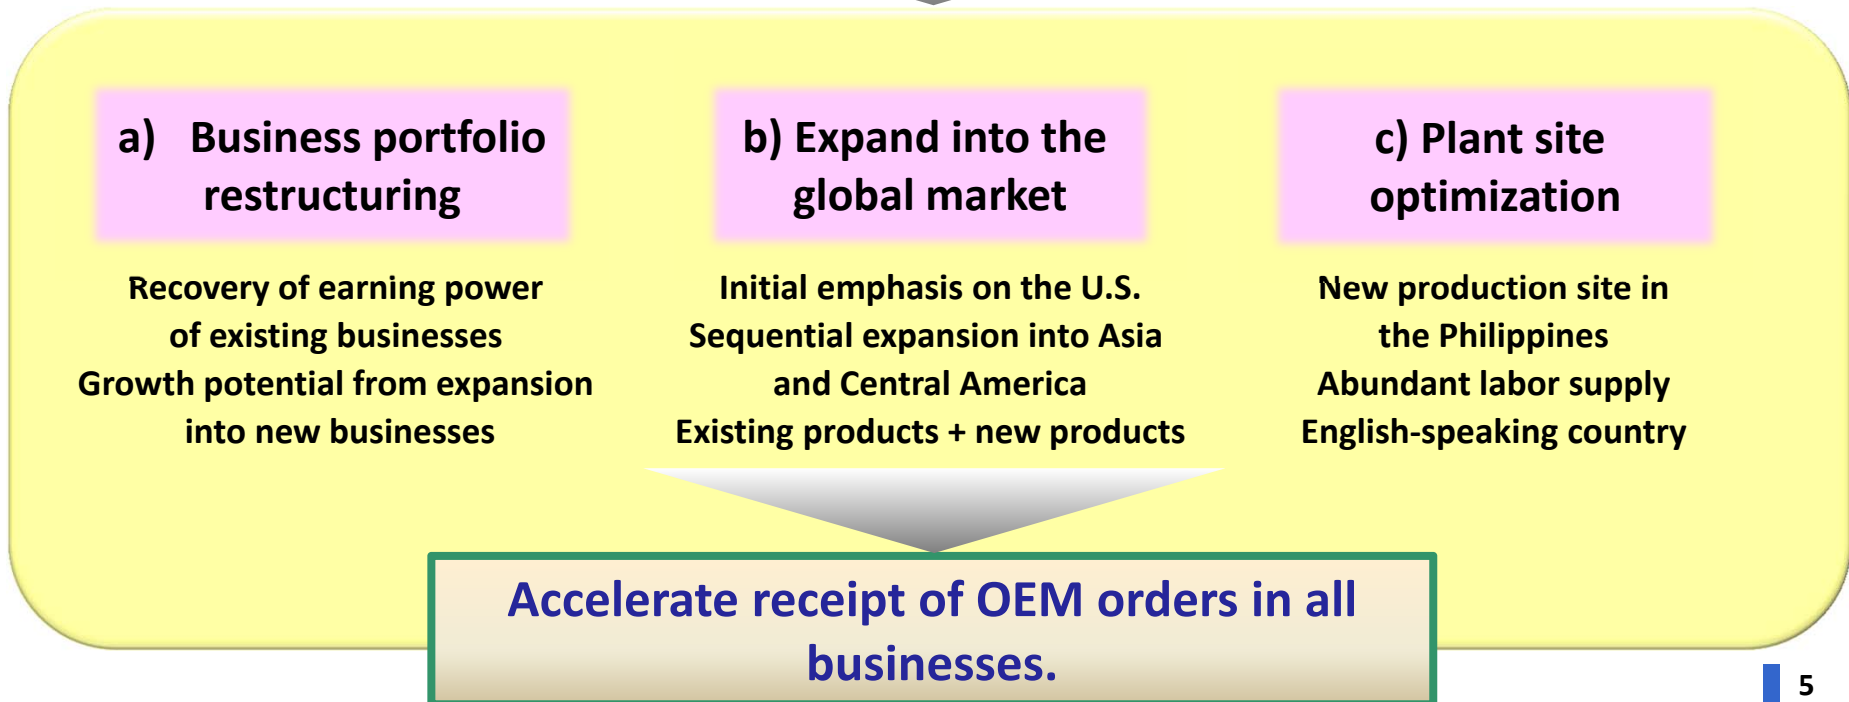 a) Business portfolio
restructuring
Recovery of earning power
of existing businesses
Growth potential from expansion
into new businesses
b) Expand into the
global market
Initial emphasis on the U.S.
Sequential expansion into Asia
and Central America
Existing products + new products
c) Plant site
optimization
New production site in
the Philippines
Abundant labor supply
English-speaking country
Accelerate receipt of OEM orders in all
businesses.
5